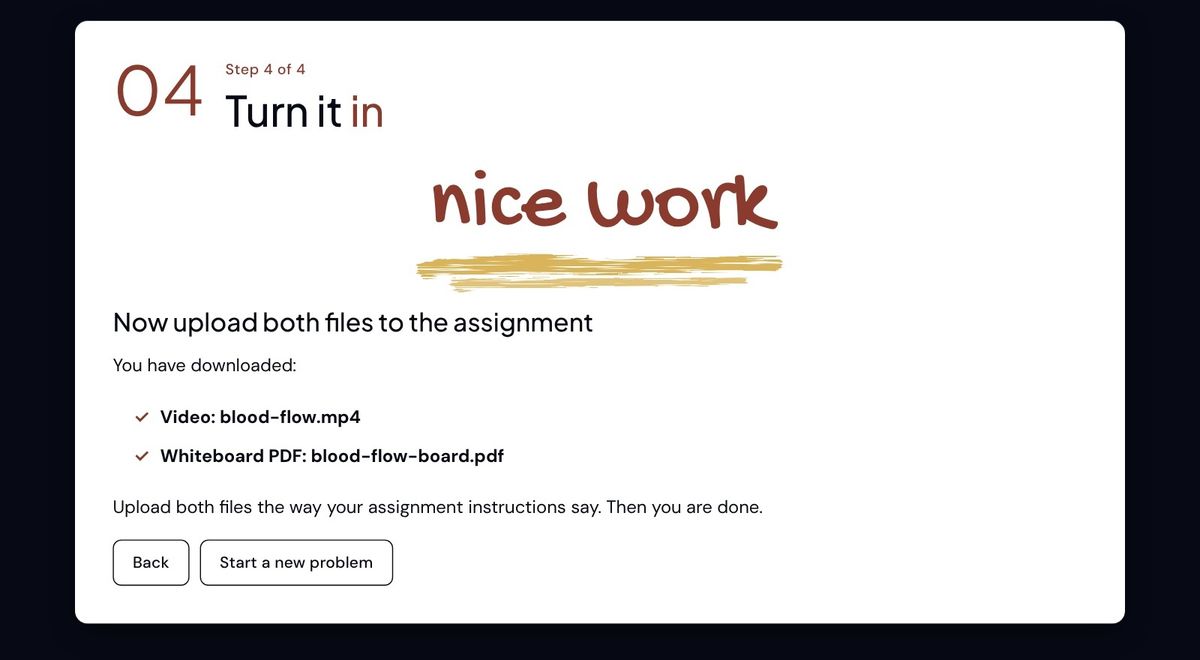 04
Step 4 of 4
Turn it in
nice work
Now upload both files to the assignment
You have downloaded:
Video: blood-flow.mp4
Whiteboard PDF: blood-flow-board.pdf
Upload both files the way your assignment instructions say. Then you are done.
Back
Start a new problem